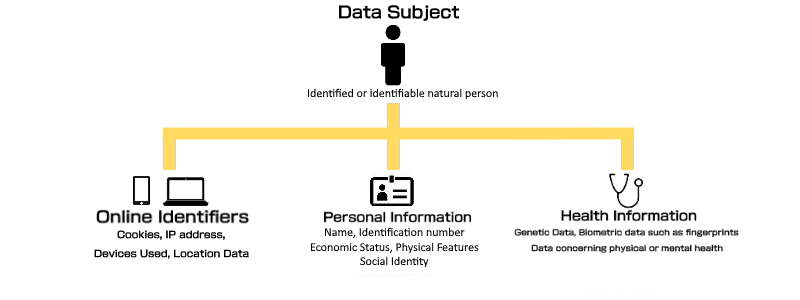 Data Subject
Identified or identifiable natural person
Online Identifiers
Cookies, IP address,
Devices Used, Location Data
Personal Information
Name, Identification number
Economic Status, Physical Features
Social Identity
Health Information
Genetic Data, Biometric data such as fingerprints
Data concerning physical or mental health